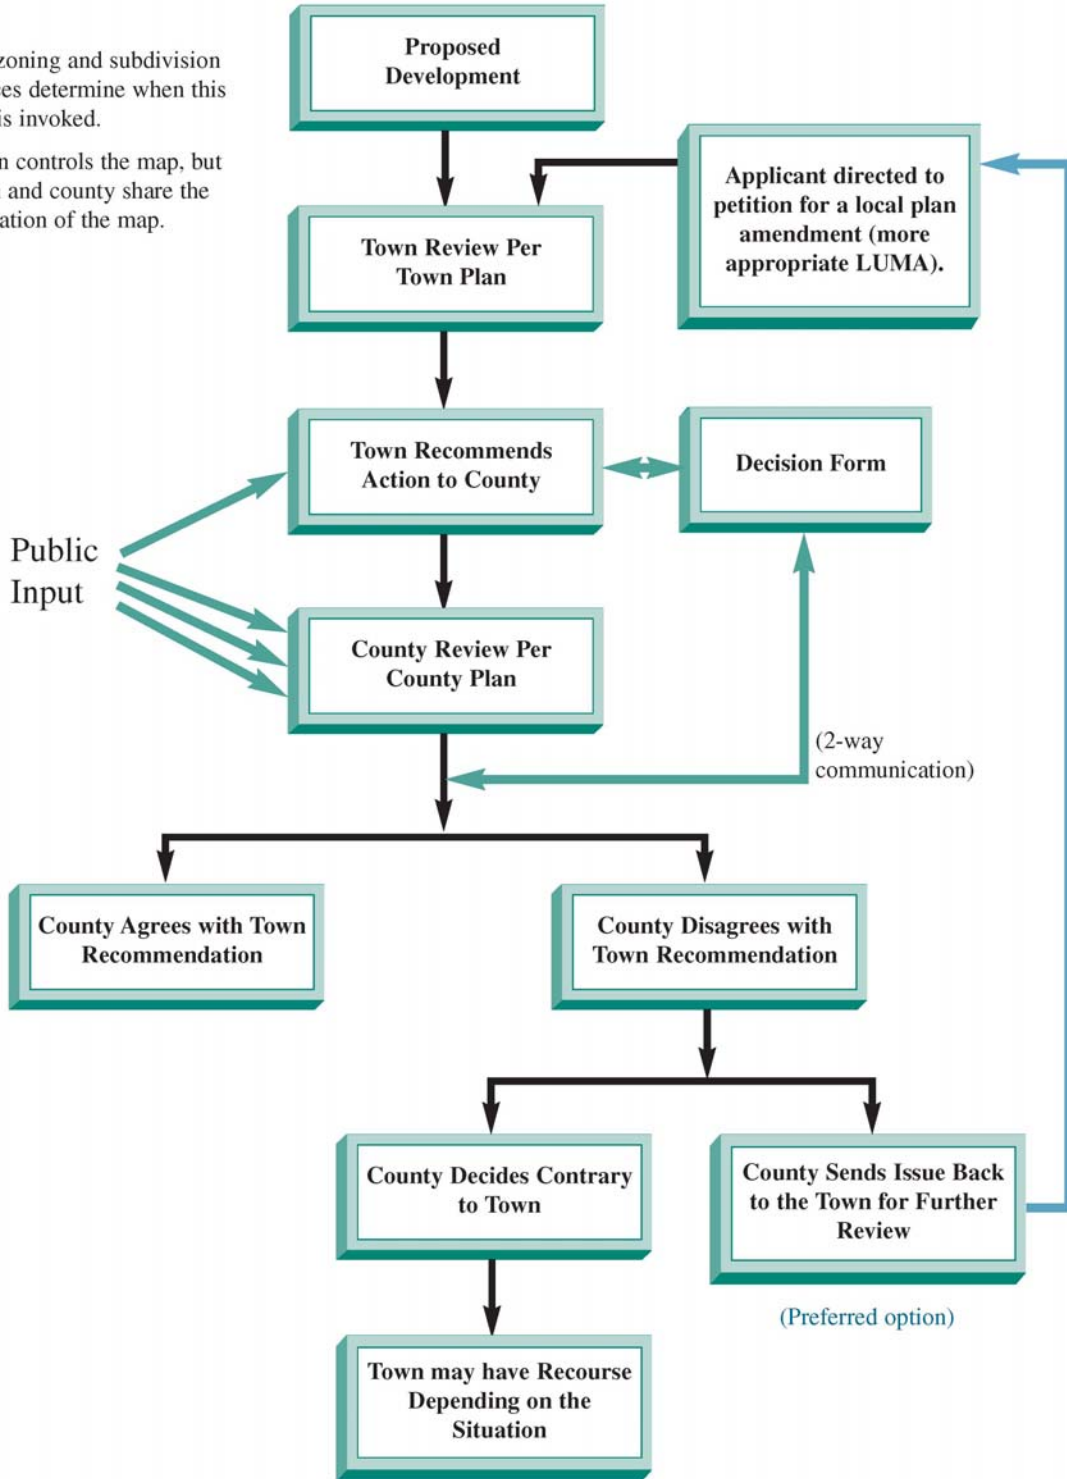 Proposed
Development
zoning and subdivision
determine when this
is invoked.
controls the map, but
and county share the
of the map.
Applicant directed to
petition for a local plan
amendment (more
appropriate LUMA).
Town Review Per
Town Plan
Town Recommends
Action to County
Decision Form
Public
Input
County Review Per
County Plan
(2-way
communication)
County Agrees with Town
Recommendation
County Disagrees with
Town Recommendation
County Decides Contrary
to Town
County Sends Issue Back
to the Town for Further
Review
(Preferred option)
Town may have Recourse
Depending on the
Situation